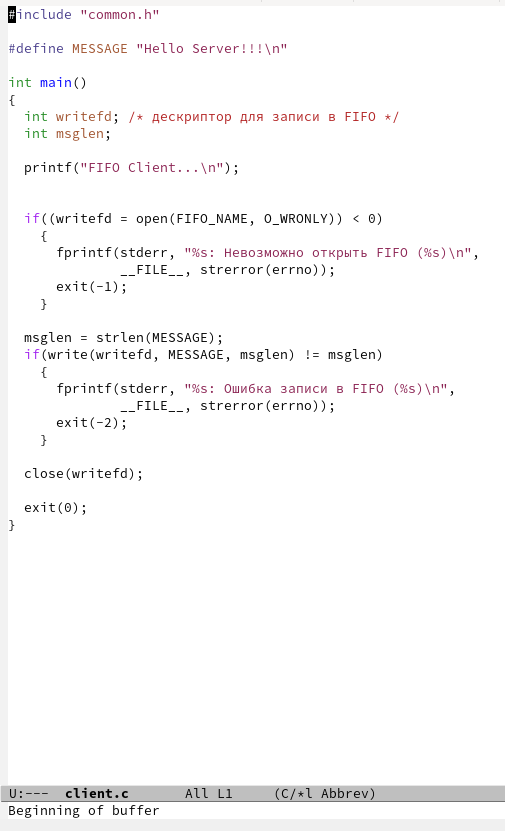 #include "common.h"
#define MESSAGE "Hello Server!!!\n"
int main()
{
int writefd; /* дескриптор для записи в FIFO */
int msglen;
printf("FIFO Client...\n");
if((writefd = open(FIFO_NAME, O_WRONLY)) < 0)
{
fprintf(stderr, "%s: Невозможно открыть FIFO (%s)\n",
__FILE__, strerror(errno));
exit(-1);
}
msglen = strlen(MESSAGE);
if(write(writefd, MESSAGE, msglen) != msglen)
{
fprintf(stderr, "%s: Ошибка записи в FIFO (%s)\n",
__FILE__, strerror(errno));
exit(-2);
}
close(writefd);
exit(0);
}
U:--- client.c All L1 (C/*l Abbrev)
Beginning of buffer